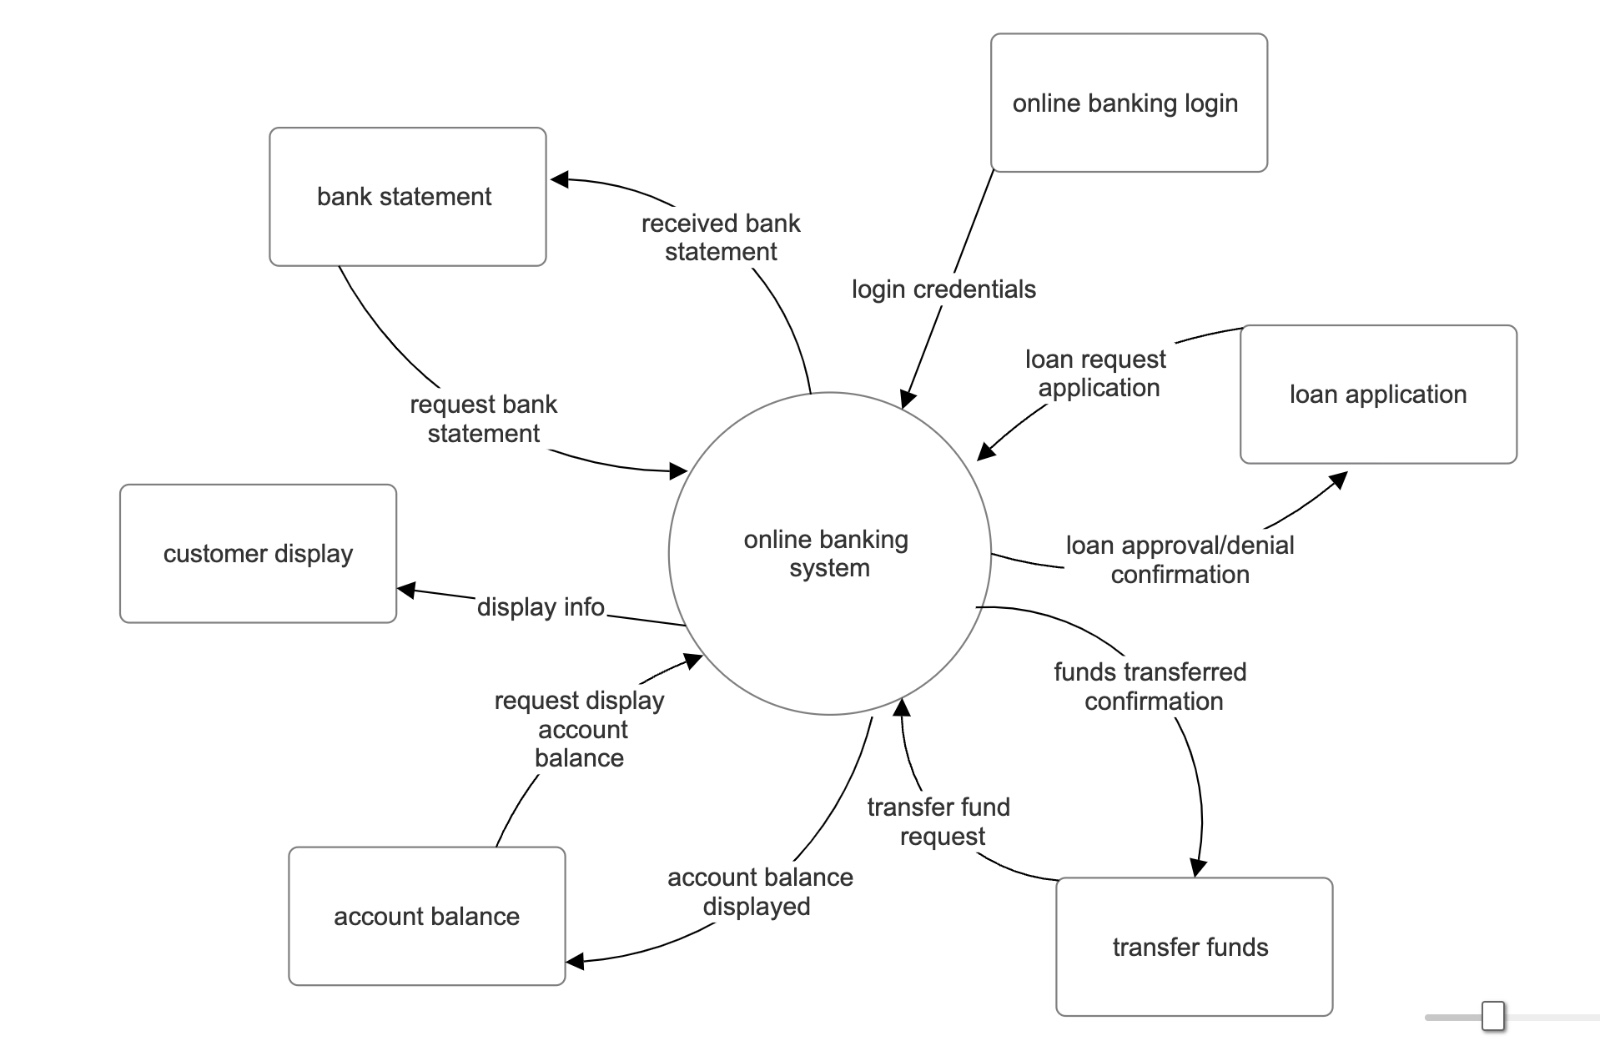 online banking login
bank statement
received bank
statement
login credentials
loan request
application
loan application
request bank
statement
online banking
system
customer display
loan approval/denial
confirmation
display info
funds transferred
confirmation
request display
account
balance
transfer fund
request
account balance
displayed
account balance
transfer funds